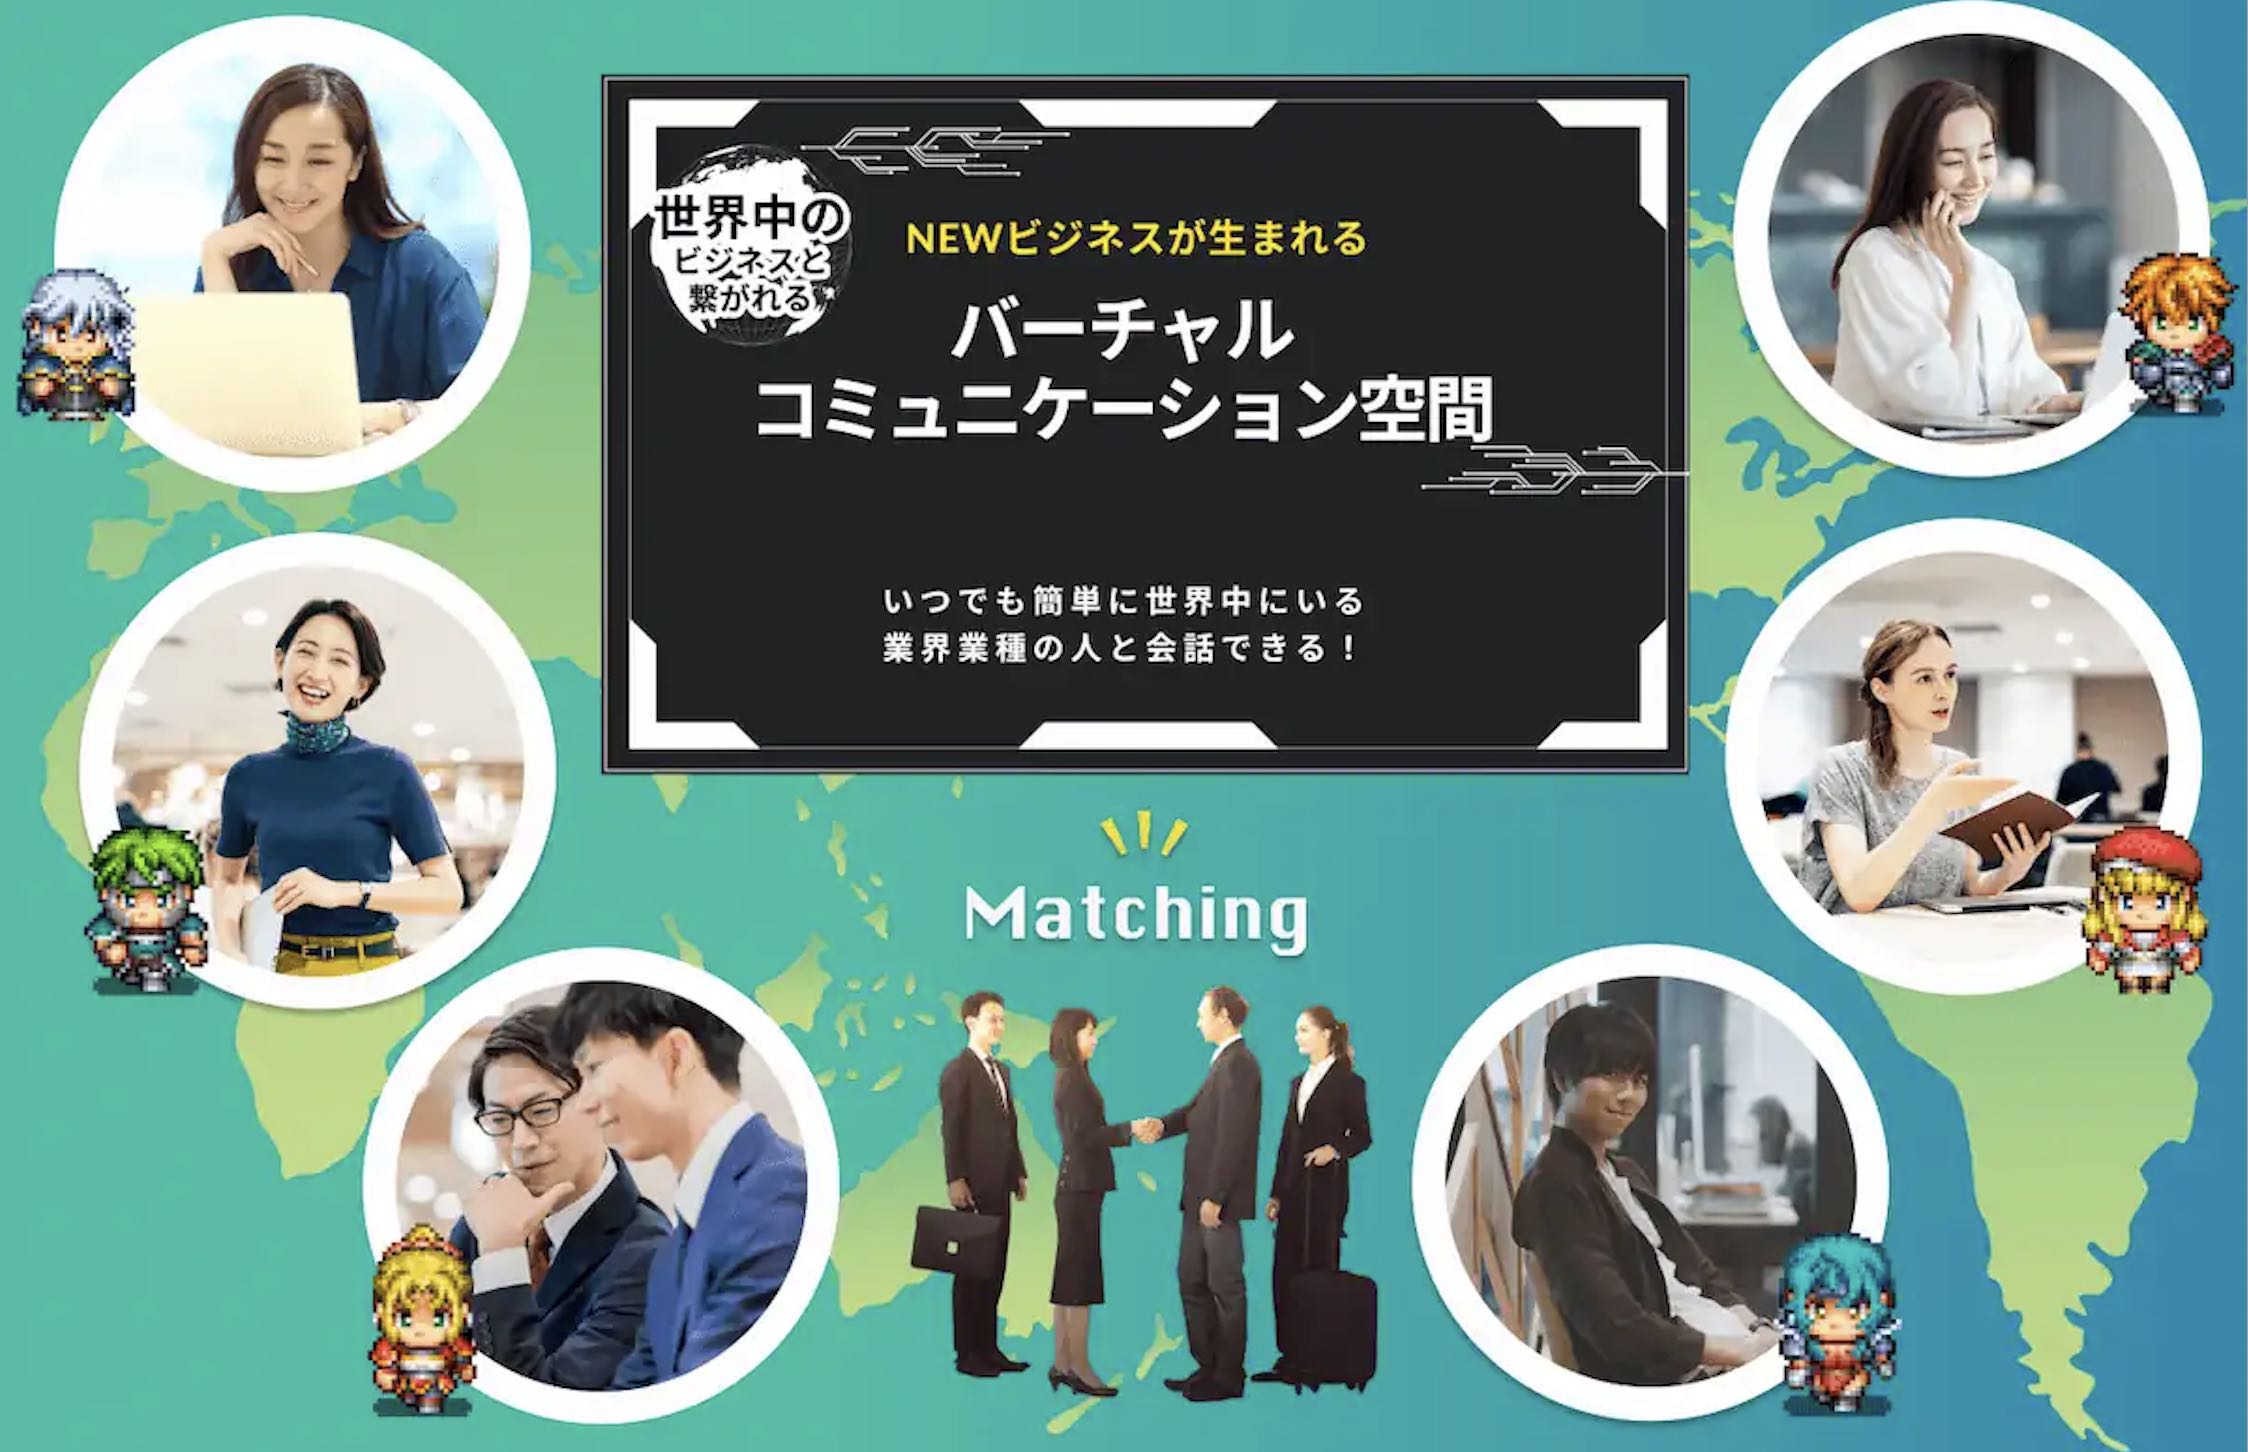 世界中の
ビジネスと
繋がれる
NEWビジネスが生まれる
バーチャル
コミュニケーション空間
いつでも簡単に世界中にいる
業界業種の人と会話できる！
Matching